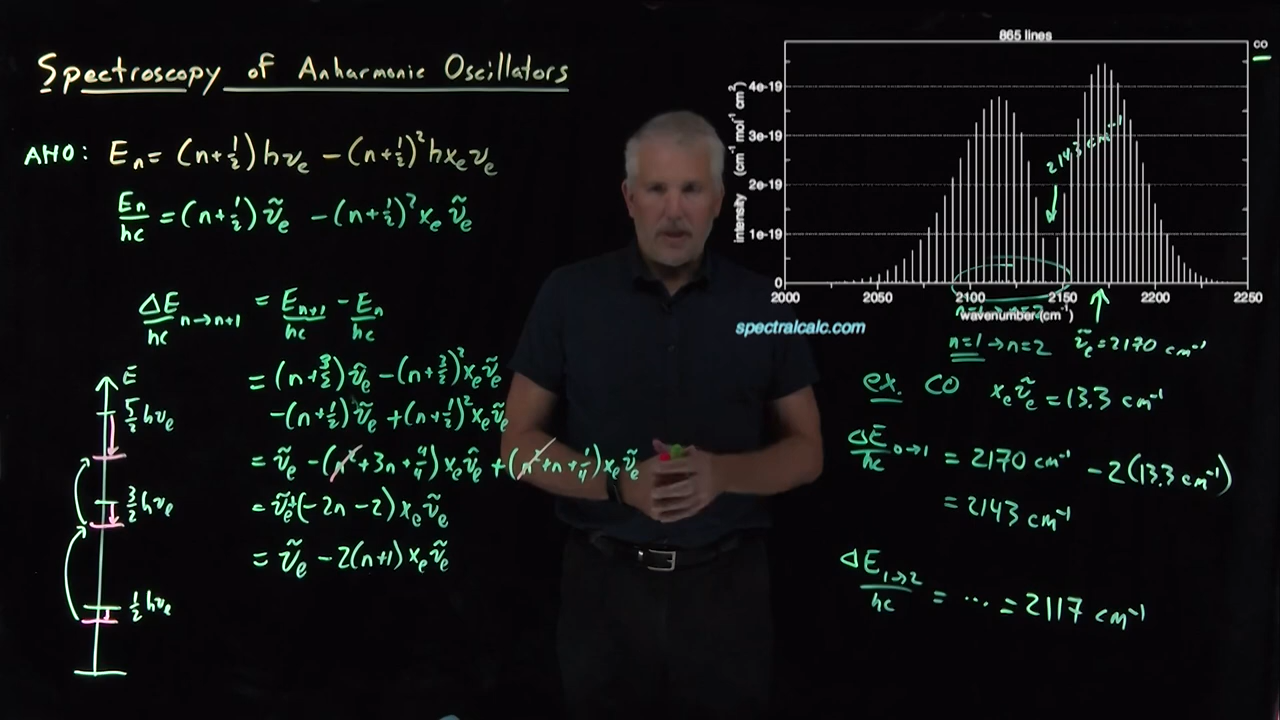 Spectroscopy of Anharmonic Oscillators
AHO: Eₙ = (n+½)hνₑ − (n+½)²hxₑνₑ
Eₙ/hc = (n+½)ν̃ₑ − (n+½)²xₑν̃ₑ
ΔE/hc n→n+1 = Eₙ₊₁/hc − Eₙ/hc
= (n+3/2)ν̃ₑ − (n+3/2)²xₑν̃ₑ
−(n+½)ν̃ₑ + (n+½)²xₑν̃ₑ
= ν̃ₑ − (n²+3n+9/4)xₑν̃ₑ + (n²+n+¼)xₑν̃ₑ
= ν̃ₑ+(−2n−2)xₑν̃ₑ
= ν̃ₑ − 2(n+1)xₑν̃ₑ
E
5/2 hνₑ
3/2 hνₑ
½ hνₑ
865 lines
CO
intensity (cm⁻¹ mol⁻¹ cm²)
4e-19
3e-19
2e-19
1e-19
0
2143 cm⁻¹
2000 2050 2100 2150 2200 2250
wavenumber (cm⁻¹)
spectralcalc.com
n=1→n=2 ν̃ₑ=2170 cm⁻¹
ex. CO xₑν̃ₑ = 13.3 cm⁻¹
ΔE/hc 0→1 = 2170 cm⁻¹ − 2(13.3 cm⁻¹)
= 2143 cm⁻¹
ΔE₁→₂/hc = ... = 2117 cm⁻¹